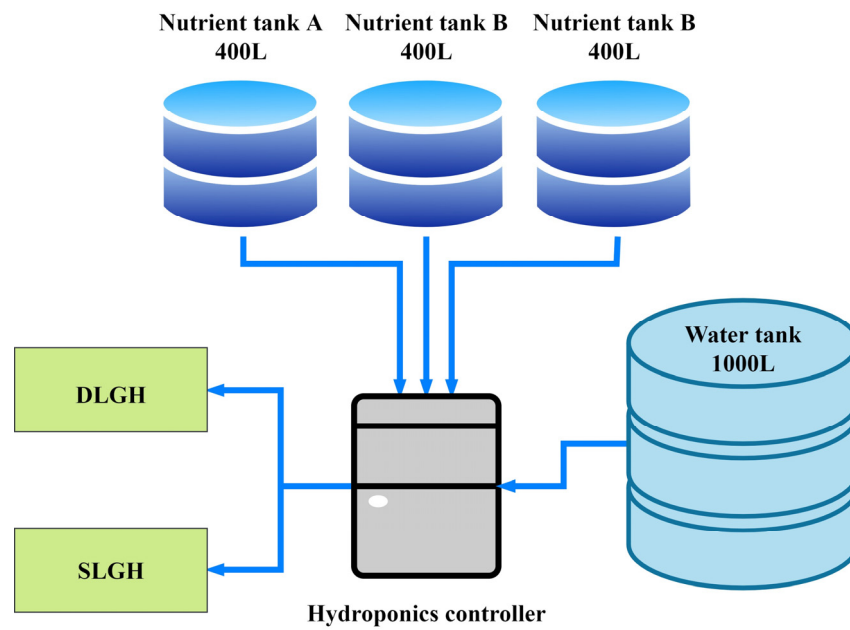 Nutrient tank A
400L
Nutrient tank B
400L
Nutrient tank B
400L
Water tank
1000L
DLGH
SLGH
Hydroponics controller